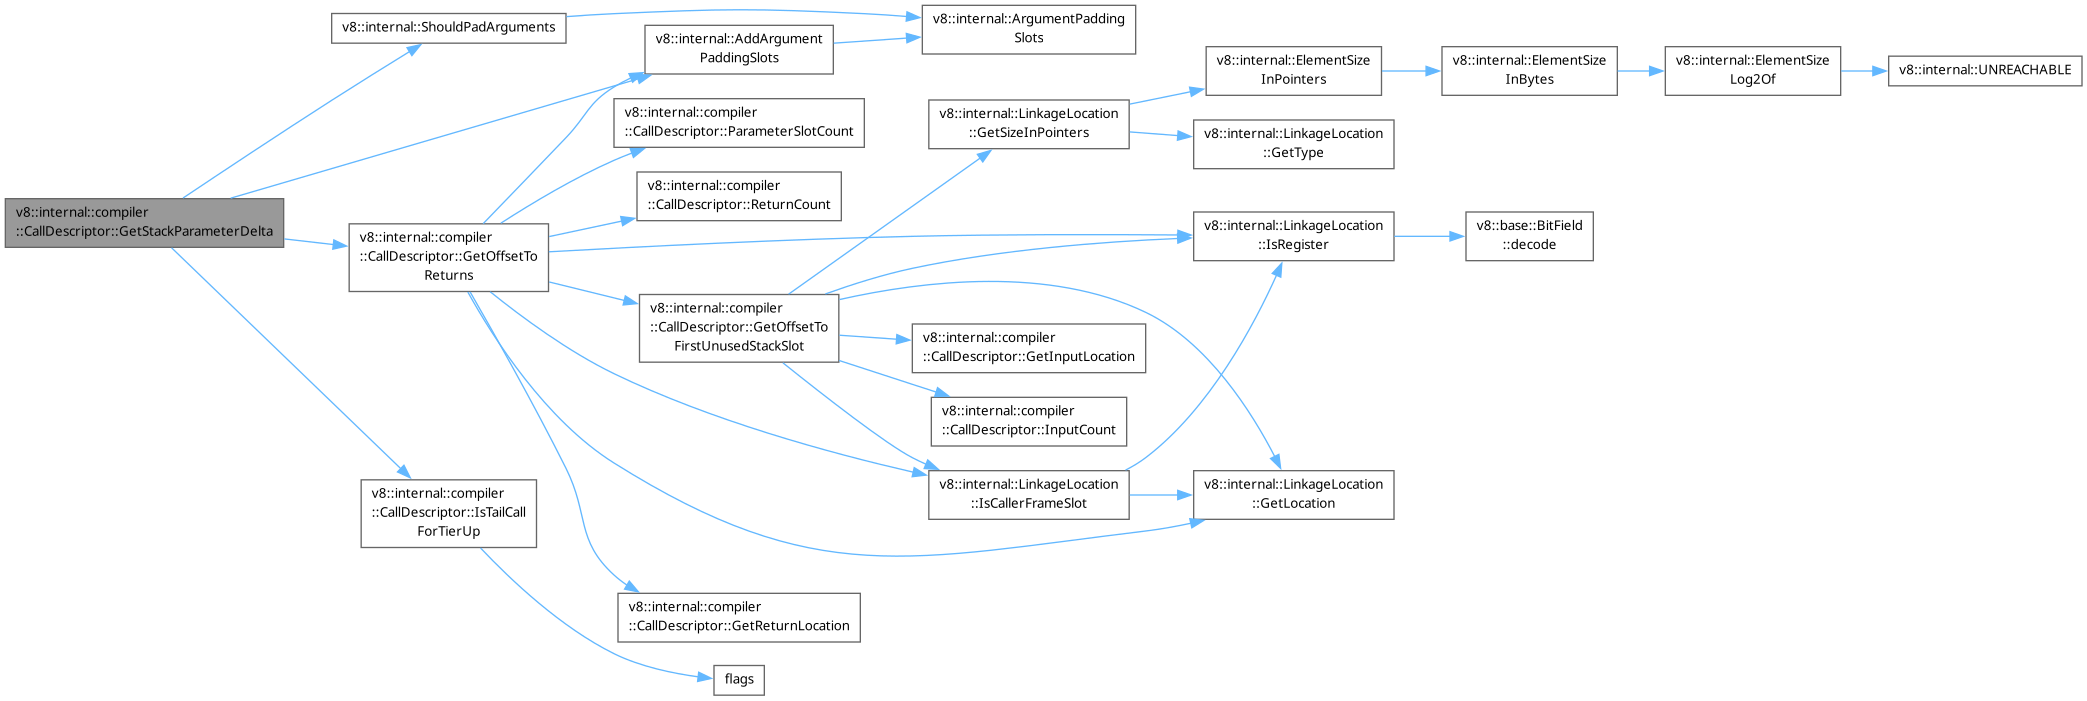 v8::internal::compiler
::CallDescriptor::GetStackParameterDelta
v8::internal::ShouldPadArguments
v8::internal::AddArgument
PaddingSlots
v8::internal::ArgumentPadding
Slots
v8::internal::compiler
::CallDescriptor::GetOffsetTo
Returns
v8::internal::compiler
::CallDescriptor::ParameterSlotCount
v8::internal::compiler
::CallDescriptor::ReturnCount
v8::internal::compiler
::CallDescriptor::GetOffsetTo
FirstUnusedStackSlot
v8::internal::LinkageLocation
::GetSizeInPointers
v8::internal::ElementSize
InPointers
v8::internal::ElementSize
InBytes
v8::internal::ElementSize
Log2Of
v8::internal::UNREACHABLE
v8::internal::LinkageLocation
::GetType
v8::internal::LinkageLocation
::IsRegister
v8::base::BitField
::decode
v8::internal::compiler
::CallDescriptor::GetInputLocation
v8::internal::compiler
::CallDescriptor::InputCount
v8::internal::LinkageLocation
::IsCallerFrameSlot
v8::internal::LinkageLocation
::GetLocation
v8::internal::compiler
::CallDescriptor::IsTailCall
ForTierUp
v8::internal::compiler
::CallDescriptor::GetReturnLocation
flags